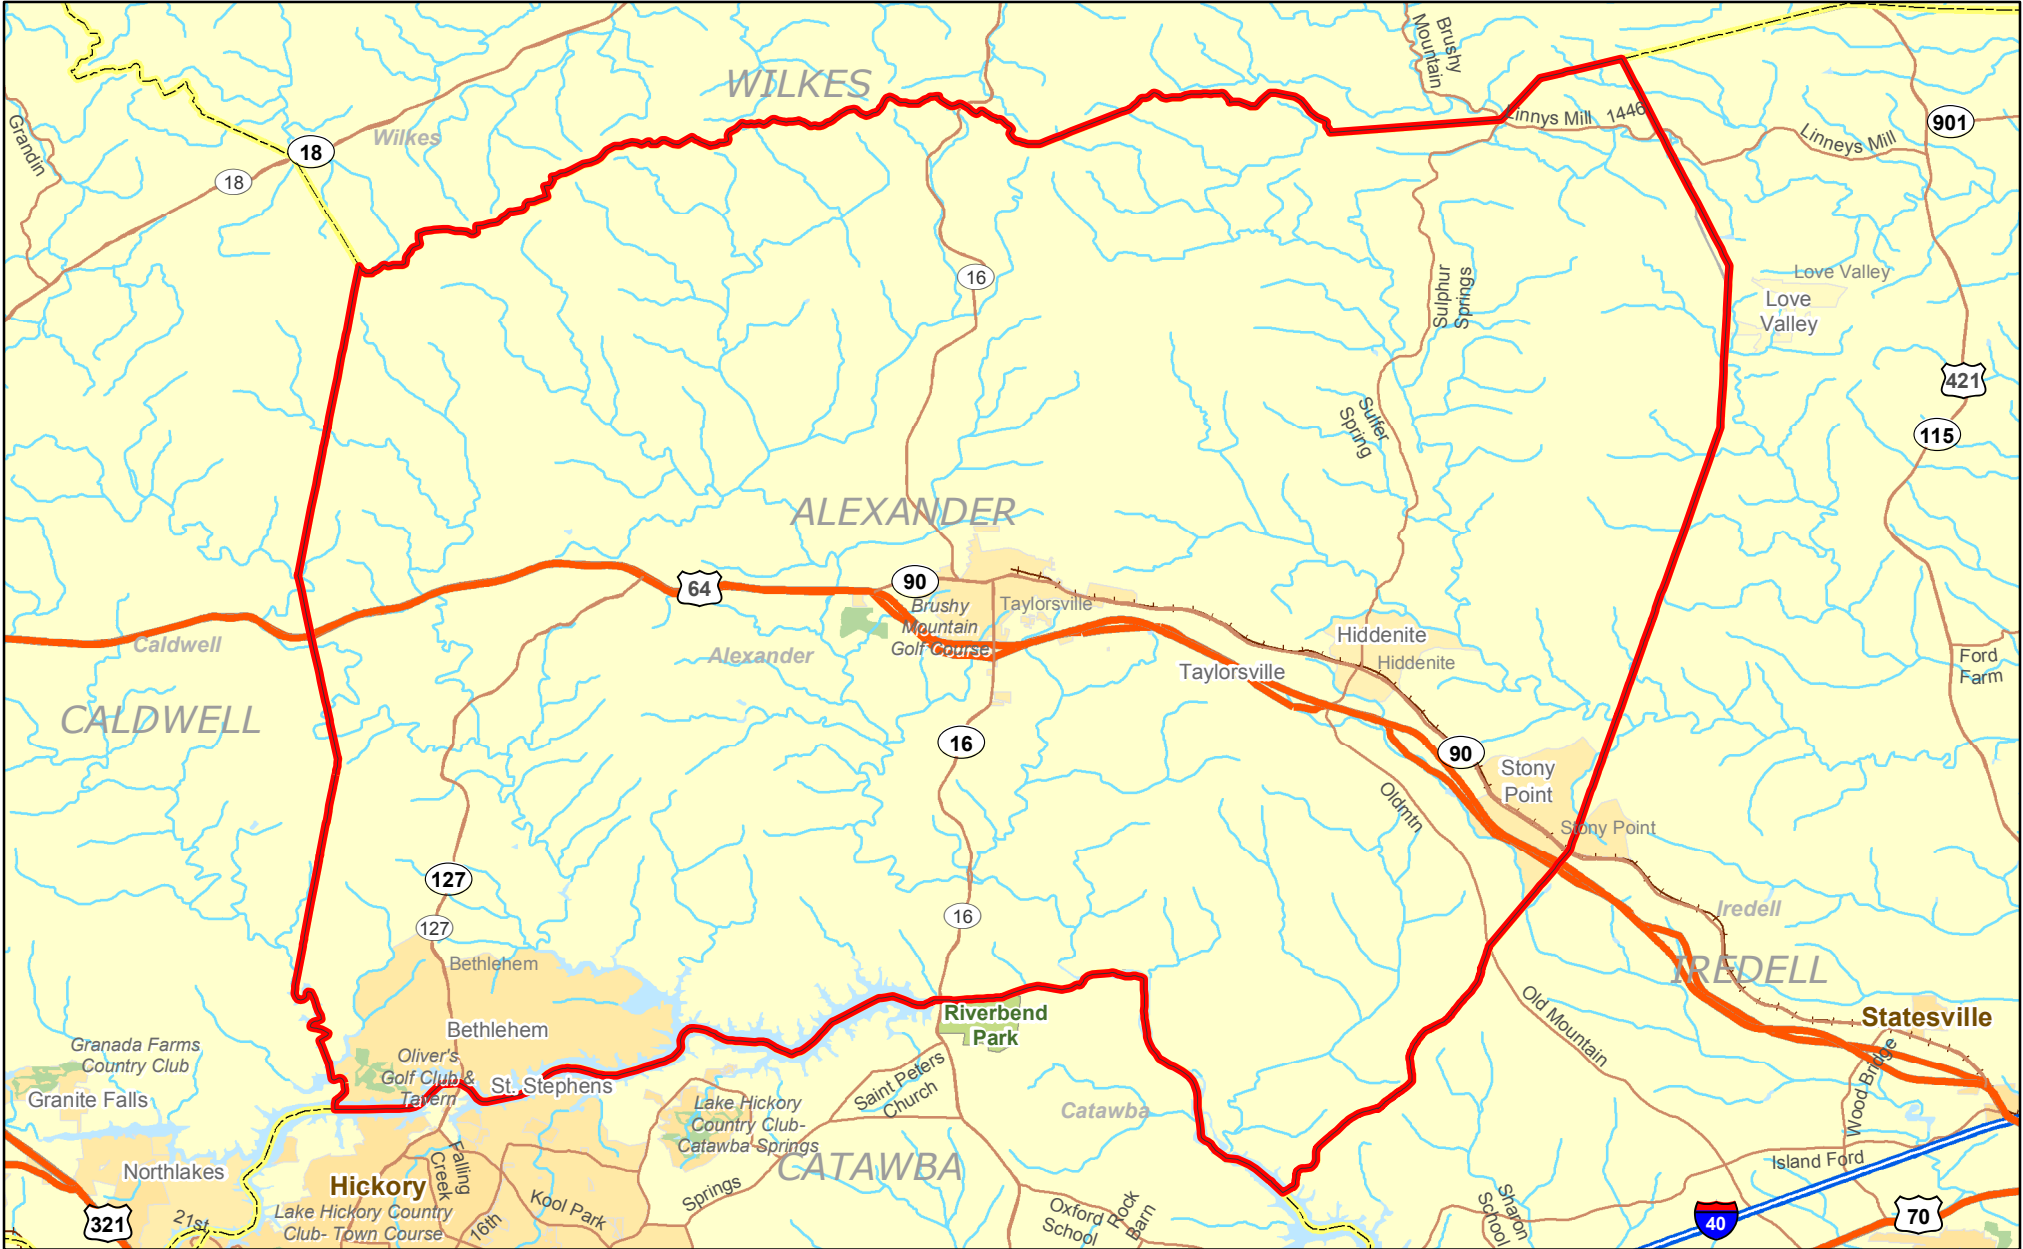 WILKES
Brushy
Mountain
Grandin
18
Wilkes
18
Linnys Mill 1446
Linneys Mill
901
16
Sulphur
Springs
Love Valley
Love
Valley
421
115
Sulfer
Spring
ALEXANDER
64
90
Brushy
Mountain
Golf Course
Taylorsville
Hiddenite
Hiddenite
Taylorsville
Caldwell
Alexander
Ford
Farm
CALDWELL
16
90
Stony
Point
Stony Point
Oldmtn
127
127
16
Iredell
Bethlehem
IREDELL
Bethlehem
Riverbend
Park
Old Mountain
Statesville
Granada Farms
Country Club
Granite Falls
Oliver's
Golf Club &
Tavern
St. Stephens
Lake Hickory
Country Club-
Catawba Springs
Saint Peters
Church
Catawba
Wood Bridge
Northlakes
Hickory
Falling
Creek
CATAWBA
Island Ford
Lake Hickory Country
Club- Town Course
Kool Park
Springs
16th
21st
321
Oxford
School
Rock
Barn
Sharon
School
40
70